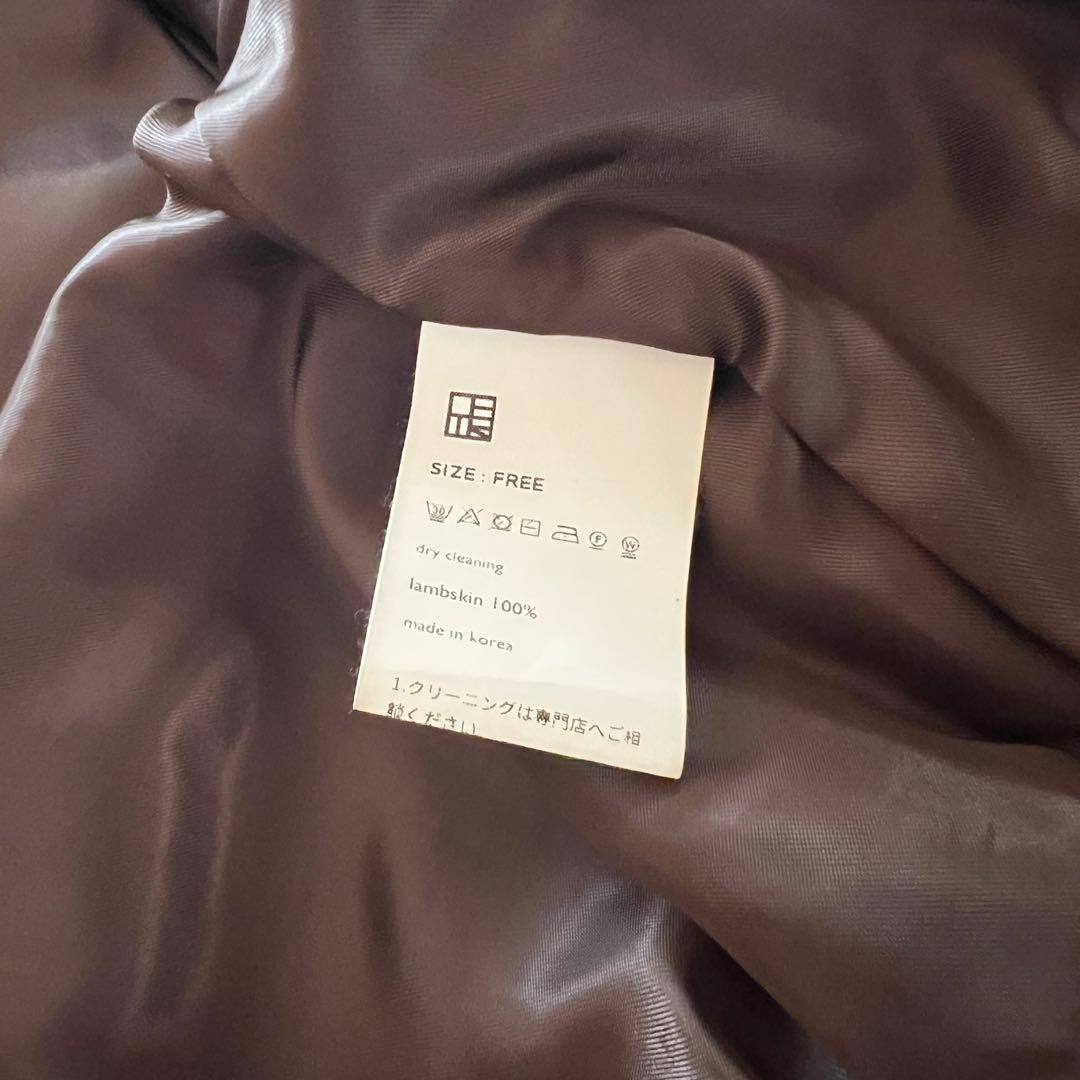 SIZE : FREE
30 F W
dry cleaning
lambskin 100%
made in korea
1.クリーニングは専門店へご相
談ください